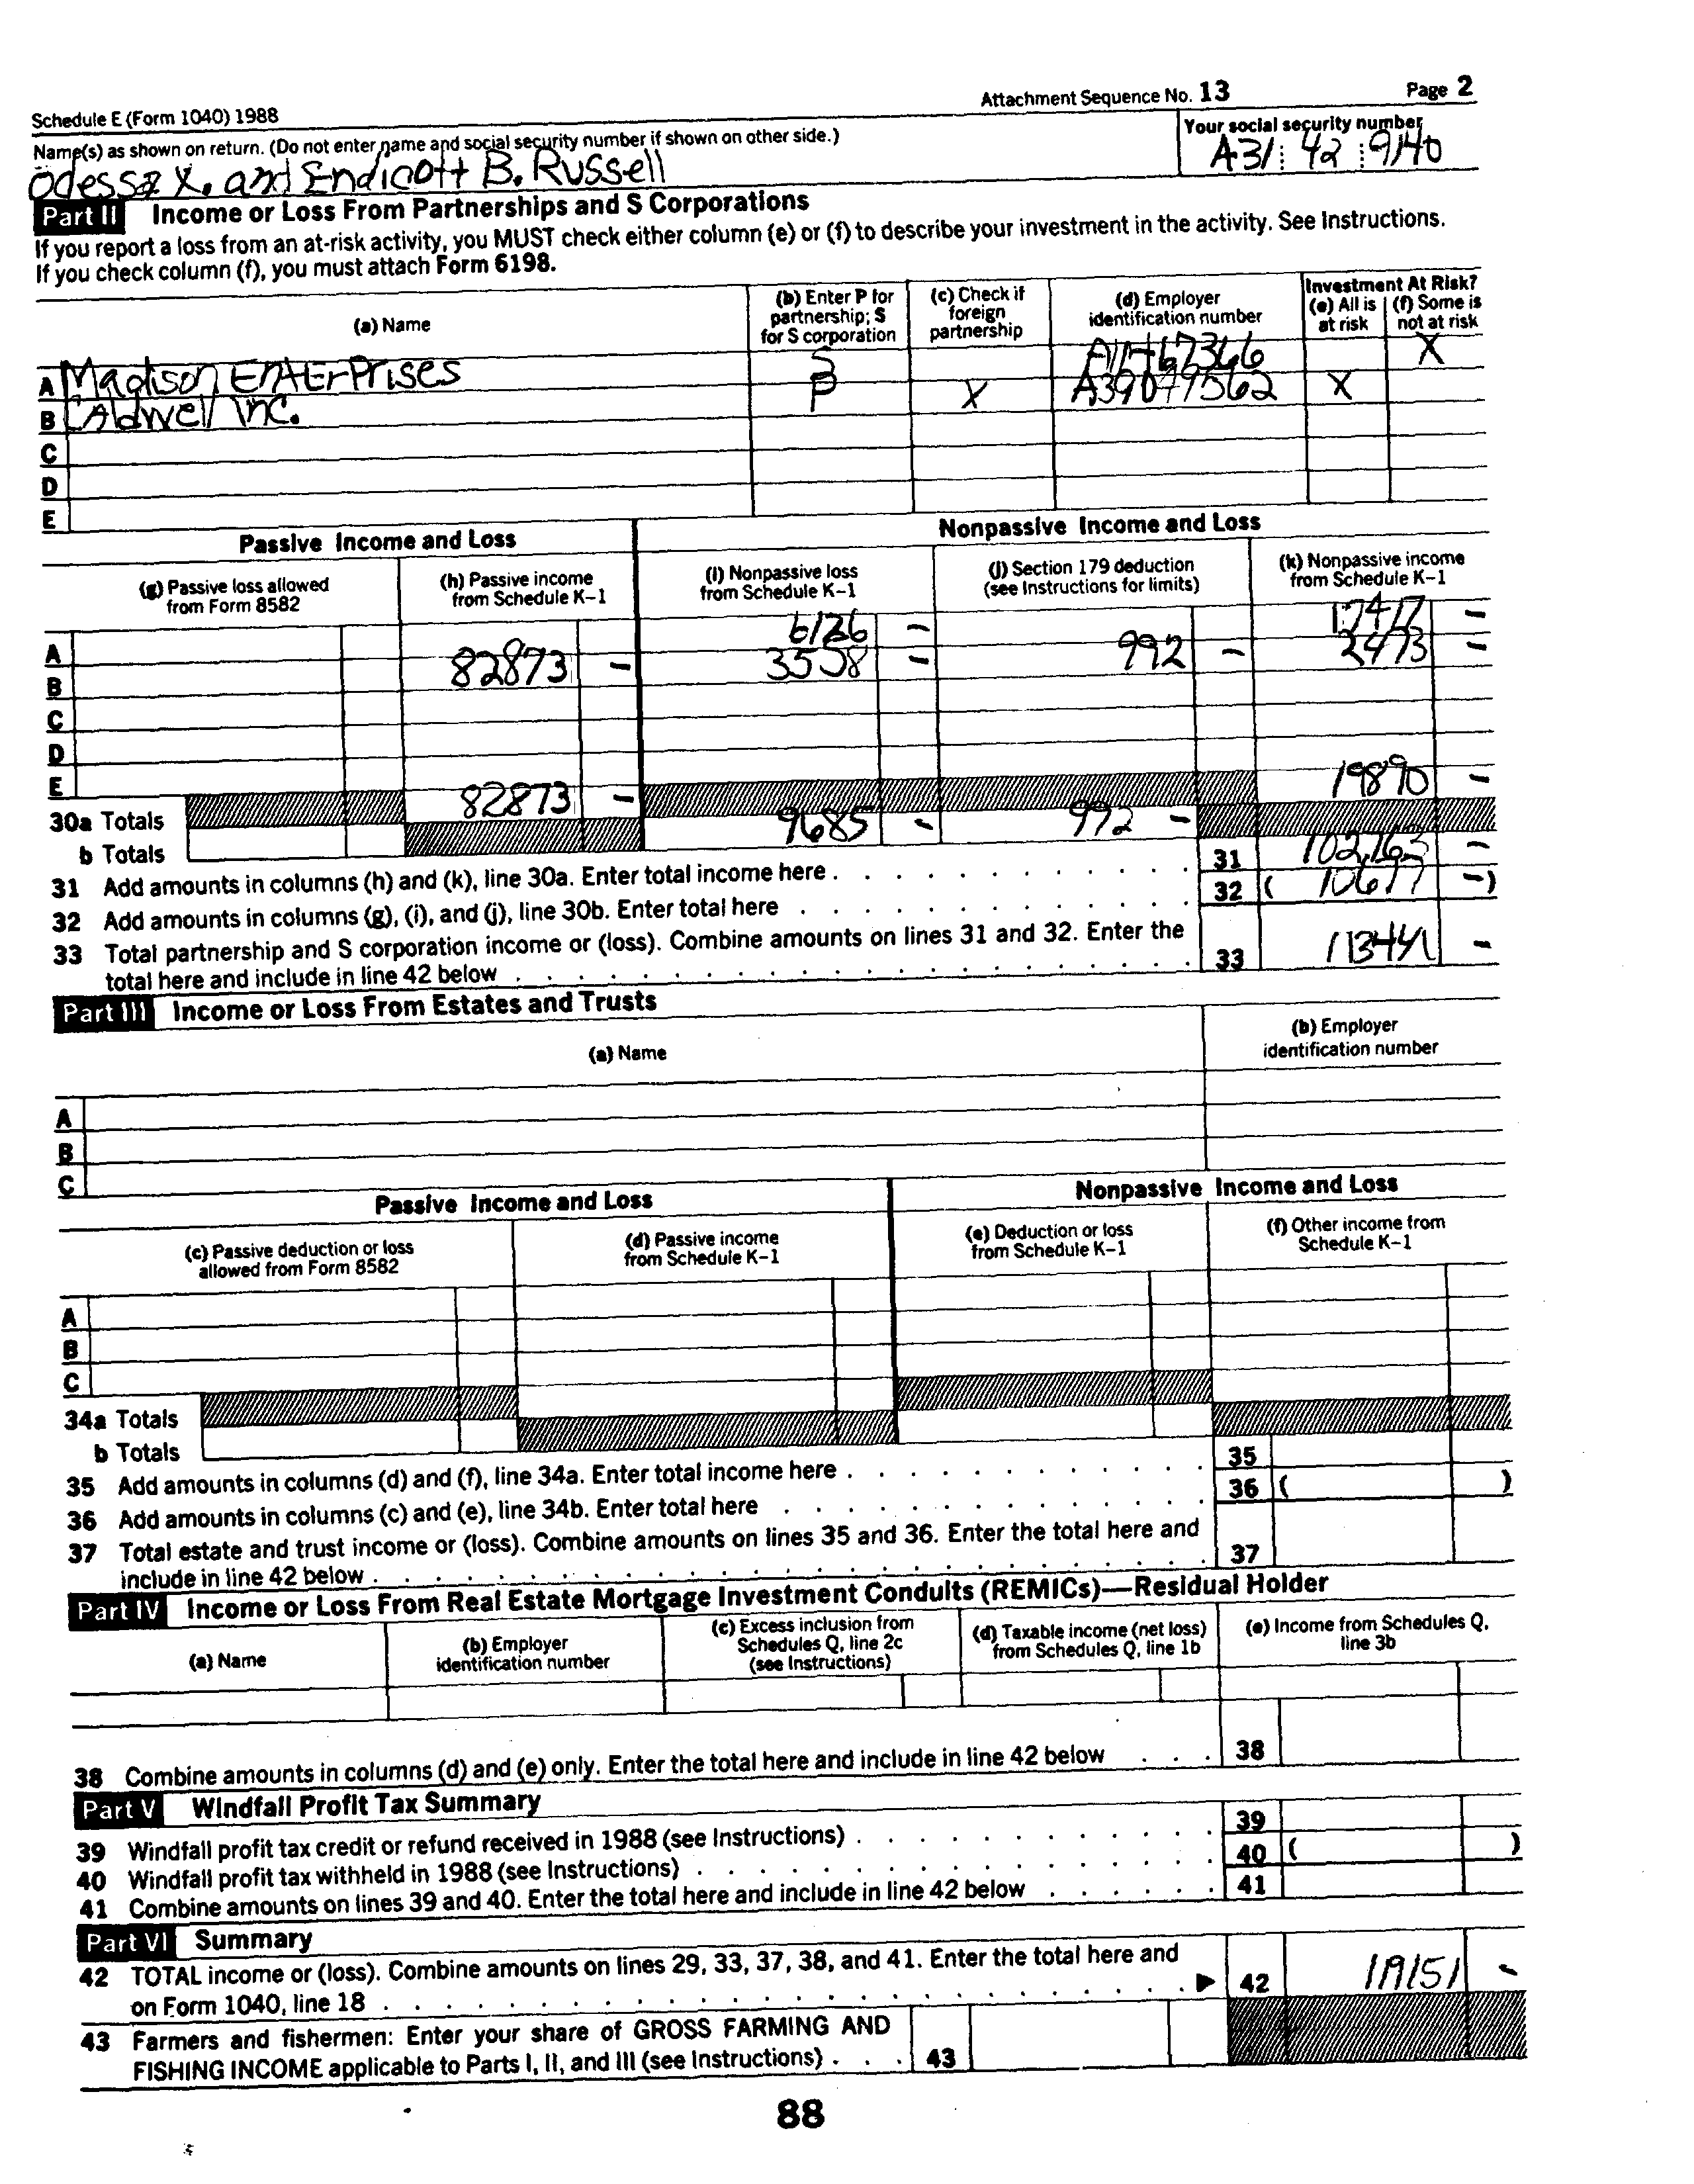 Schedule E (Form 1040) 1988 Attachment Sequence No. 13 Page 2
Name(s) as shown on return. (Do not enter name and social security number if shown on other side.) Your social security number
Odessa X. and Endicott B. Russell A31 42 9140
Part II Income or Loss From Partnerships and S Corporations
If you report a loss from an at-risk activity, you MUST check either column (e) or (f) to describe your investment in the activity. See Instructions.
If you check column (f), you must attach Form 6198.
(a) Name (b) Enter P for partnership; S for S corporation (c) Check if foreign partnership (d) Employer identification number Investment At Risk? (e) All is at risk (f) Some is not at risk
A Madison EntErPrises S X
B CAldwell Inc. P X A39079562 X
C
D
E
Passive Income and Loss Nonpassive Income and Loss
(g) Passive loss allowed from Form 8582 (h) Passive income from Schedule K–1 (i) Nonpassive loss from Schedule K–1 (j) Section 179 deduction (see Instructions for limits) (k) Nonpassive income from Schedule K–1
A 6126 – 17417 –
B 82873 – 3558 – 992 – 2473 –
C
D
E
30a Totals 82873 – 19890 –
b Totals 9685 – 992 –
31 Add amounts in columns (h) and (k), line 30a. Enter total income here 31 102,163 –
32 Add amounts in columns (g), (i), and (j), line 30b. Enter total here 32 ( 10677 –)
33 Total partnership and S corporation income or (loss). Combine amounts on lines 31 and 32. Enter the
total here and include in line 42 below 33 113441 –
Part III Income or Loss From Estates and Trusts
(a) Name (b) Employer identification number
A
B
C
Passive Income and Loss Nonpassive Income and Loss
(c) Passive deduction or loss allowed from Form 8582 (d) Passive income from Schedule K–1 (e) Deduction or loss from Schedule K–1 (f) Other income from Schedule K–1
A
B
C
34a Totals
b Totals
35 Add amounts in columns (d) and (f), line 34a. Enter total income here 35
36 Add amounts in columns (c) and (e), line 34b. Enter total here 36 ( )
37 Total estate and trust income or (loss). Combine amounts on lines 35 and 36. Enter the total here and
include in line 42 below 37
Part IV Income or Loss From Real Estate Mortgage Investment Conduits (REMICs)—Residual Holder
(a) Name (b) Employer identification number (c) Excess inclusion from Schedules Q, line 2c (see Instructions) (d) Taxable income (net loss) from Schedules Q, line 1b (e) Income from Schedules Q, line 3b
38 Combine amounts in columns (d) and (e) only. Enter the total here and include in line 42 below 38
Part V Windfall Profit Tax Summary
39 Windfall profit tax credit or refund received in 1988 (see Instructions) 39
40 Windfall profit tax withheld in 1988 (see Instructions) 40 ( )
41 Combine amounts on lines 39 and 40. Enter the total here and include in line 42 below 41
Part VI Summary
42 TOTAL income or (loss). Combine amounts on lines 29, 33, 37, 38, and 41. Enter the total here and
on Form 1040, line 18 42 119151 –
43 Farmers and fishermen: Enter your share of GROSS FARMING AND
FISHING INCOME applicable to Parts I, II, and III (see Instructions) 43
88